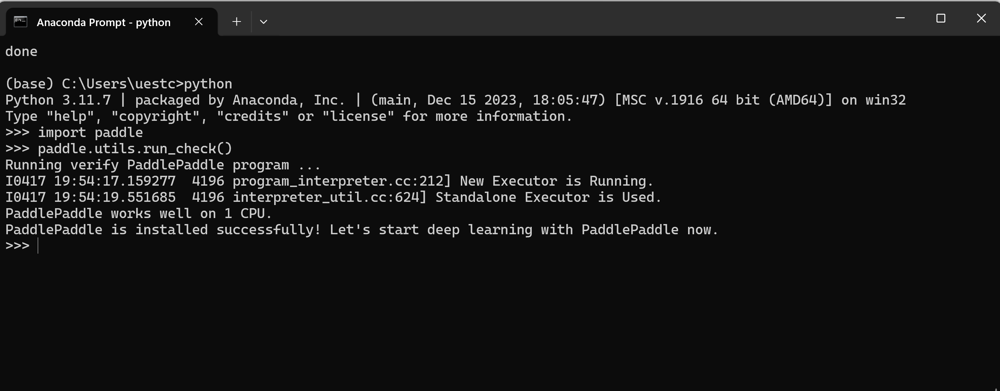 Anaconda Prompt - python
done
(base) C:\Users\uestc>python
Python 3.11.7 | packaged by Anaconda, Inc. | (main, Dec 15 2023, 18:05:47) [MSC v.1916 64 bit (AMD64)] on win32
Type "help", "copyright", "credits" or "license" for more information.
>>> import paddle
>>> paddle.utils.run_check()
Running verify PaddlePaddle program ...
I0417 19:54:17.159277  4196 program_interpreter.cc:212] New Executor is Running.
I0417 19:54:19.551685  4196 interpreter_util.cc:624] Standalone Executor is Used.
PaddlePaddle works well on 1 CPU.
PaddlePaddle is installed successfully! Let's start deep learning with PaddlePaddle now.
>>>